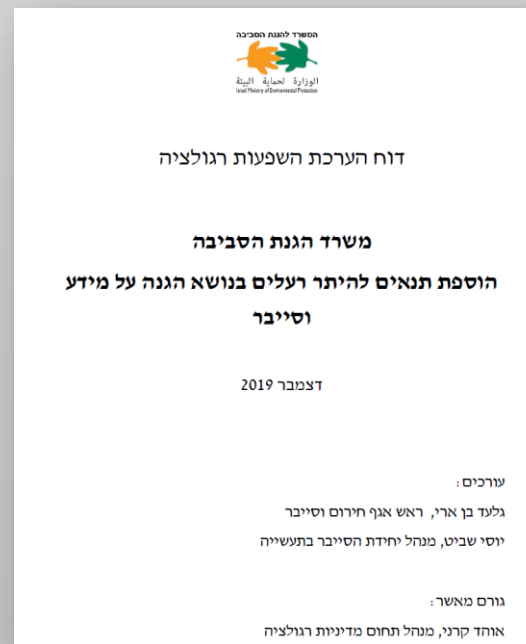 המשרד להגנת הסביבה
الوزارة لحماية البيئة
Israel Ministry of Environmental Protection
דוח הערכת השפעות רגולציה
משרד הגנת הסביבה
הוספת תנאים להיתר רעלים בנושא הגנה על מידע
וסייבר
דצמבר 2019
עורכים:
גלעד בן ארי, ראש אגף חירום וסייבר
יוסי שביט, מנהל יחידת הסייבר בתעשייה
גורם מאשר:
אוהד קרני, מנהל תחום מדיניות רגולציה